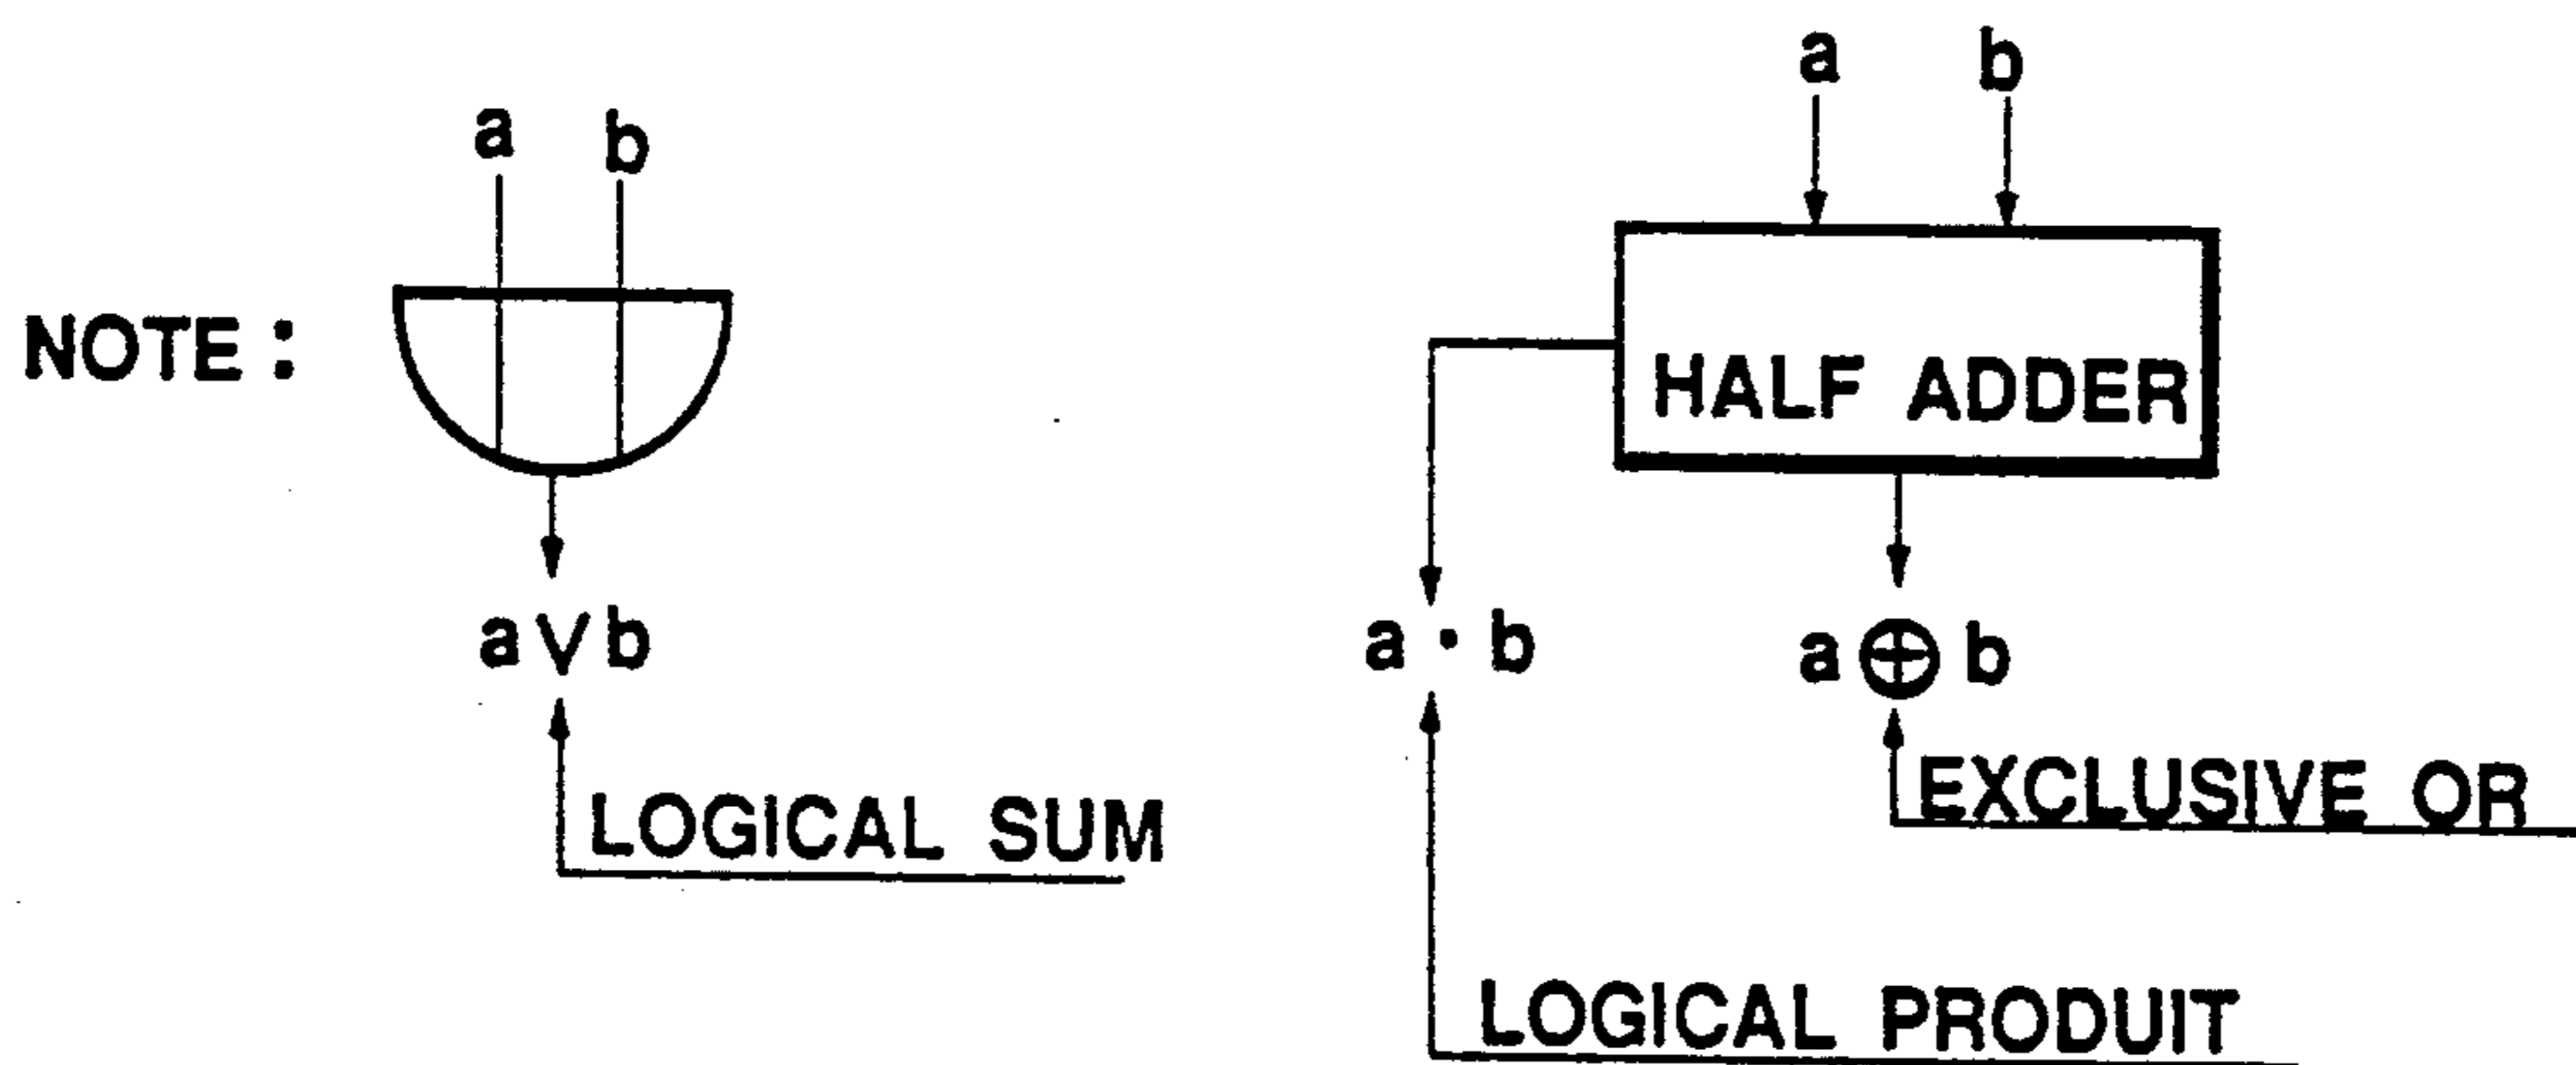 a b
a b
NOTE :
HALF ADDER
a ∨ b
a · b
a ⊕ b
LOGICAL SUM
EXCLUSIVE OR
LOGICAL PRODUIT